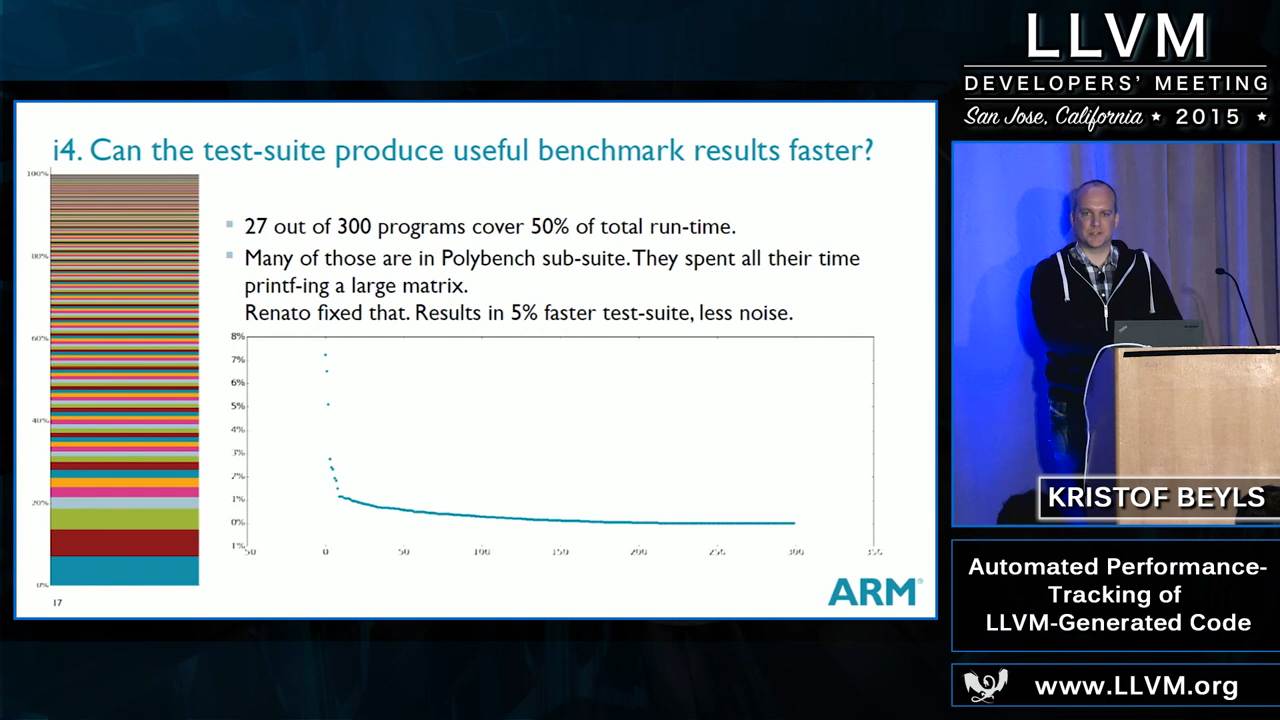 LLVM
DEVELOPERS' MEETING
San Jose, California ★ 2015 ★
i4. Can the test-suite produce useful benchmark results faster?
100%
80%
60%
40%
20%
0%
▪ 27 out of 300 programs cover 50% of total run-time.
▪ Many of those are in Polybench sub-suite. They spent all their time
printf-ing a large matrix.
Renato fixed that. Results in 5% faster test-suite, less noise.
8%
7%
6%
5%
4%
3%
2%
1%
0%
1%
50 0 50 100 150 200 250 300 350
17
ARM®
KRISTOF BEYLS
Automated Performance-
Tracking of
LLVM-Generated Code
www.LLVM.org